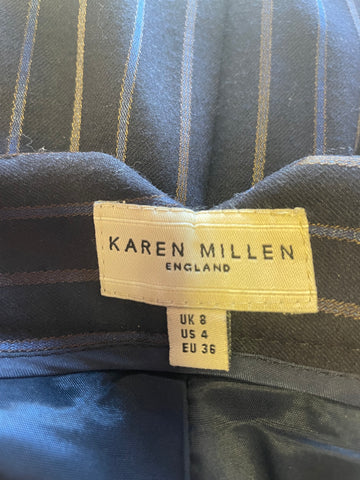 KAREN MILLEN
ENGLAND
UK 8
US 4
EU 36